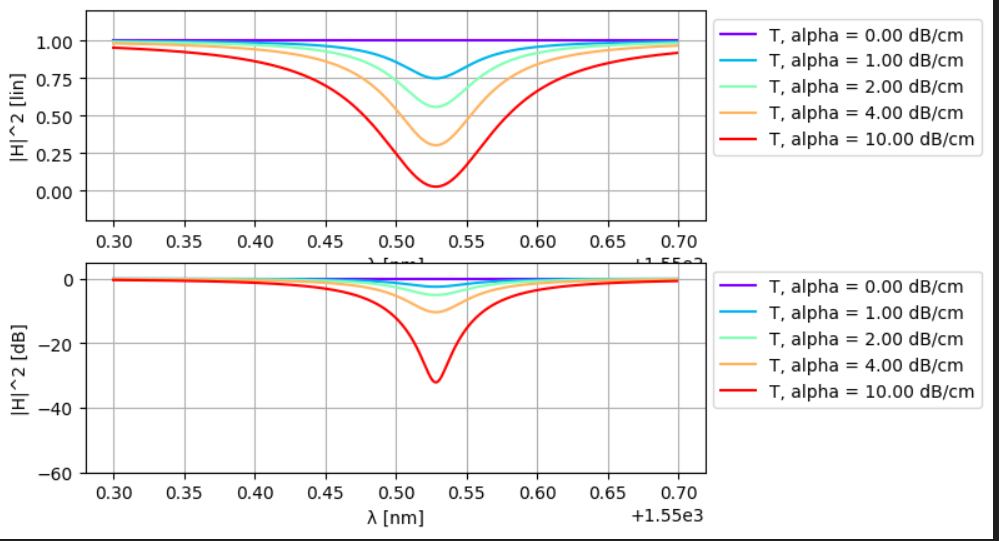 |H|^2 [lin]
1.00
0.75
0.50
0.25
0.00
0.30 0.35 0.40 0.45 0.50 0.55 0.60 0.65 0.70
λ [nm]
+1.55e3
T, alpha = 0.00 dB/cm
T, alpha = 1.00 dB/cm
T, alpha = 2.00 dB/cm
T, alpha = 4.00 dB/cm
T, alpha = 10.00 dB/cm
|H|^2 [dB]
0
−20
−40
−60
0.30 0.35 0.40 0.45 0.50 0.55 0.60 0.65 0.70
λ [nm]
+1.55e3
T, alpha = 0.00 dB/cm
T, alpha = 1.00 dB/cm
T, alpha = 2.00 dB/cm
T, alpha = 4.00 dB/cm
T, alpha = 10.00 dB/cm